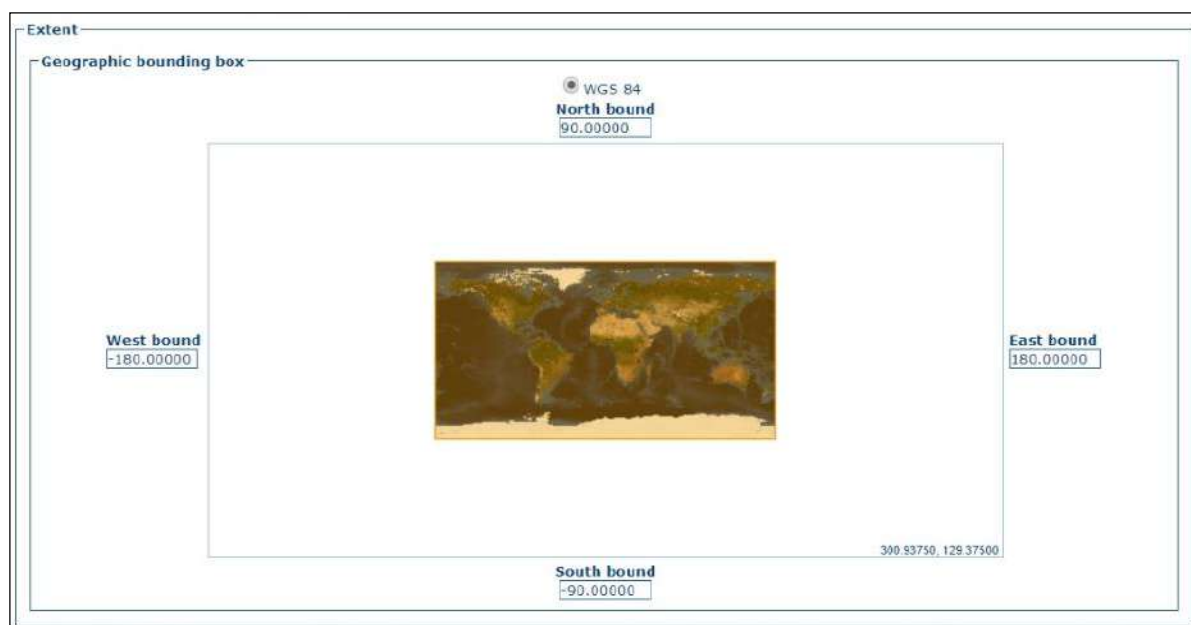 Extent
Geographic bounding box
WGS 84
North bound
90.00000
West bound
-180.00000
East bound
180.00000
300.93750, 129.37500
South bound
-90.00000